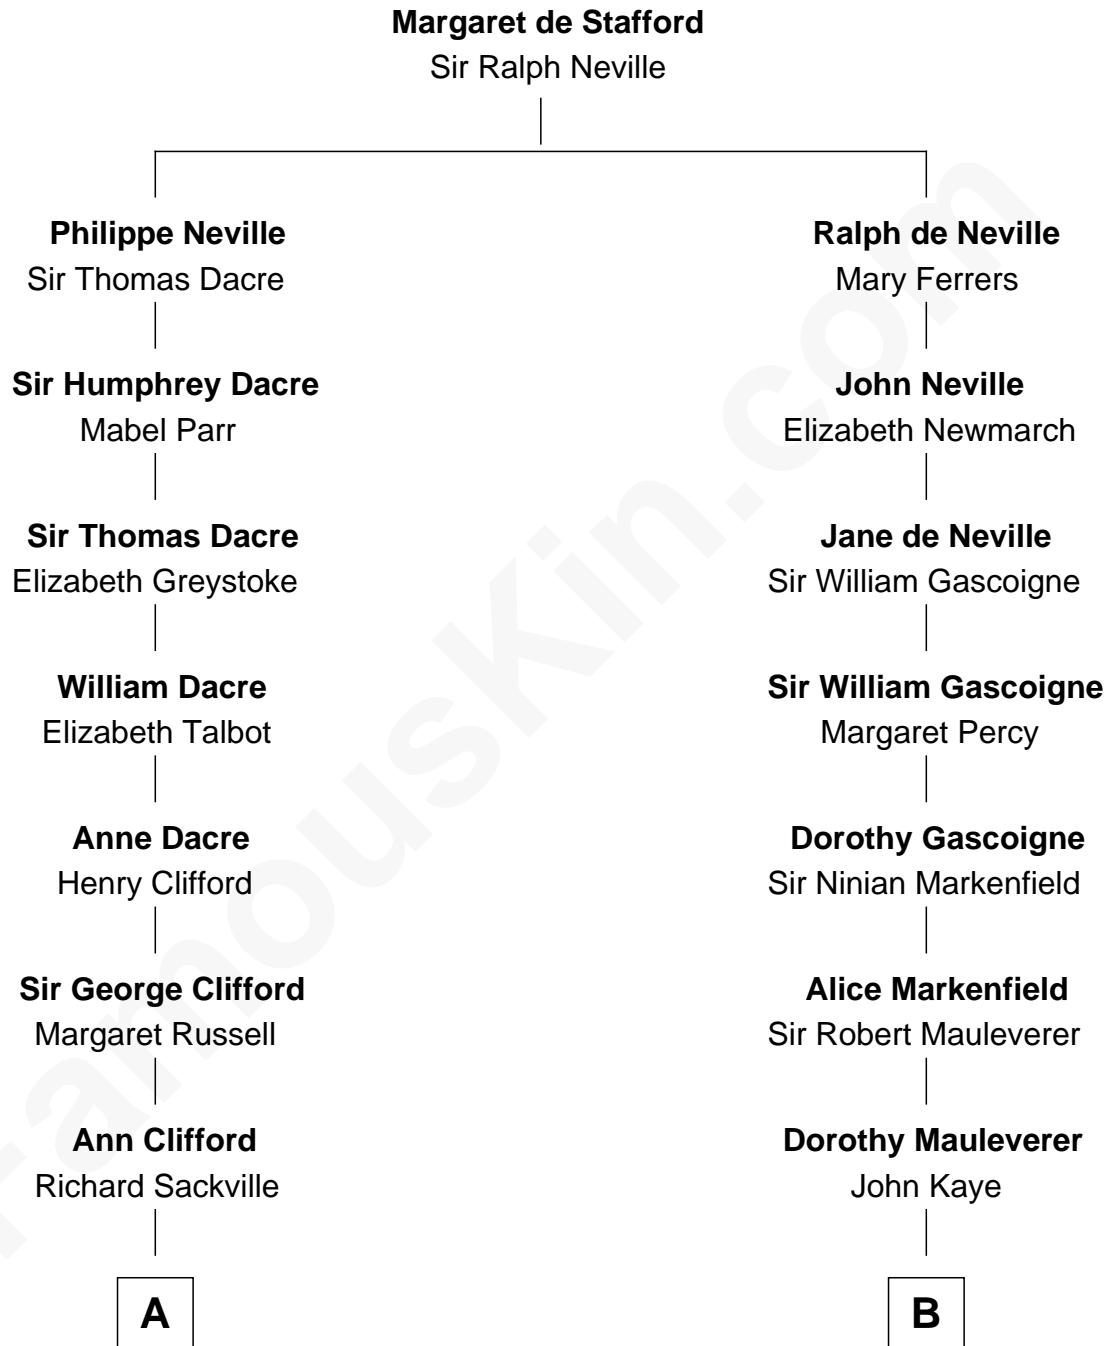 Margaret de Stafford
Sir Ralph Neville
Philippe Neville
Sir Thomas Dacre
Ralph de Neville
Mary Ferrers
Sir Humphrey Dacre
Mabel Parr
John Neville
Elizabeth Newmarch
Sir Thomas Dacre
Elizabeth Greystoke
Jane de Neville
Sir William Gascoigne
William Dacre
Elizabeth Talbot
Sir William Gascoigne
Margaret Percy
Anne Dacre
Henry Clifford
Dorothy Gascoigne
Sir Ninian Markenfield
Sir George Clifford
Margaret Russell
Alice Markenfield
Sir Robert Mauleverer
Ann Clifford
Richard Sackville
Dorothy Mauleverer
John Kaye
A
B
FamousKin.com